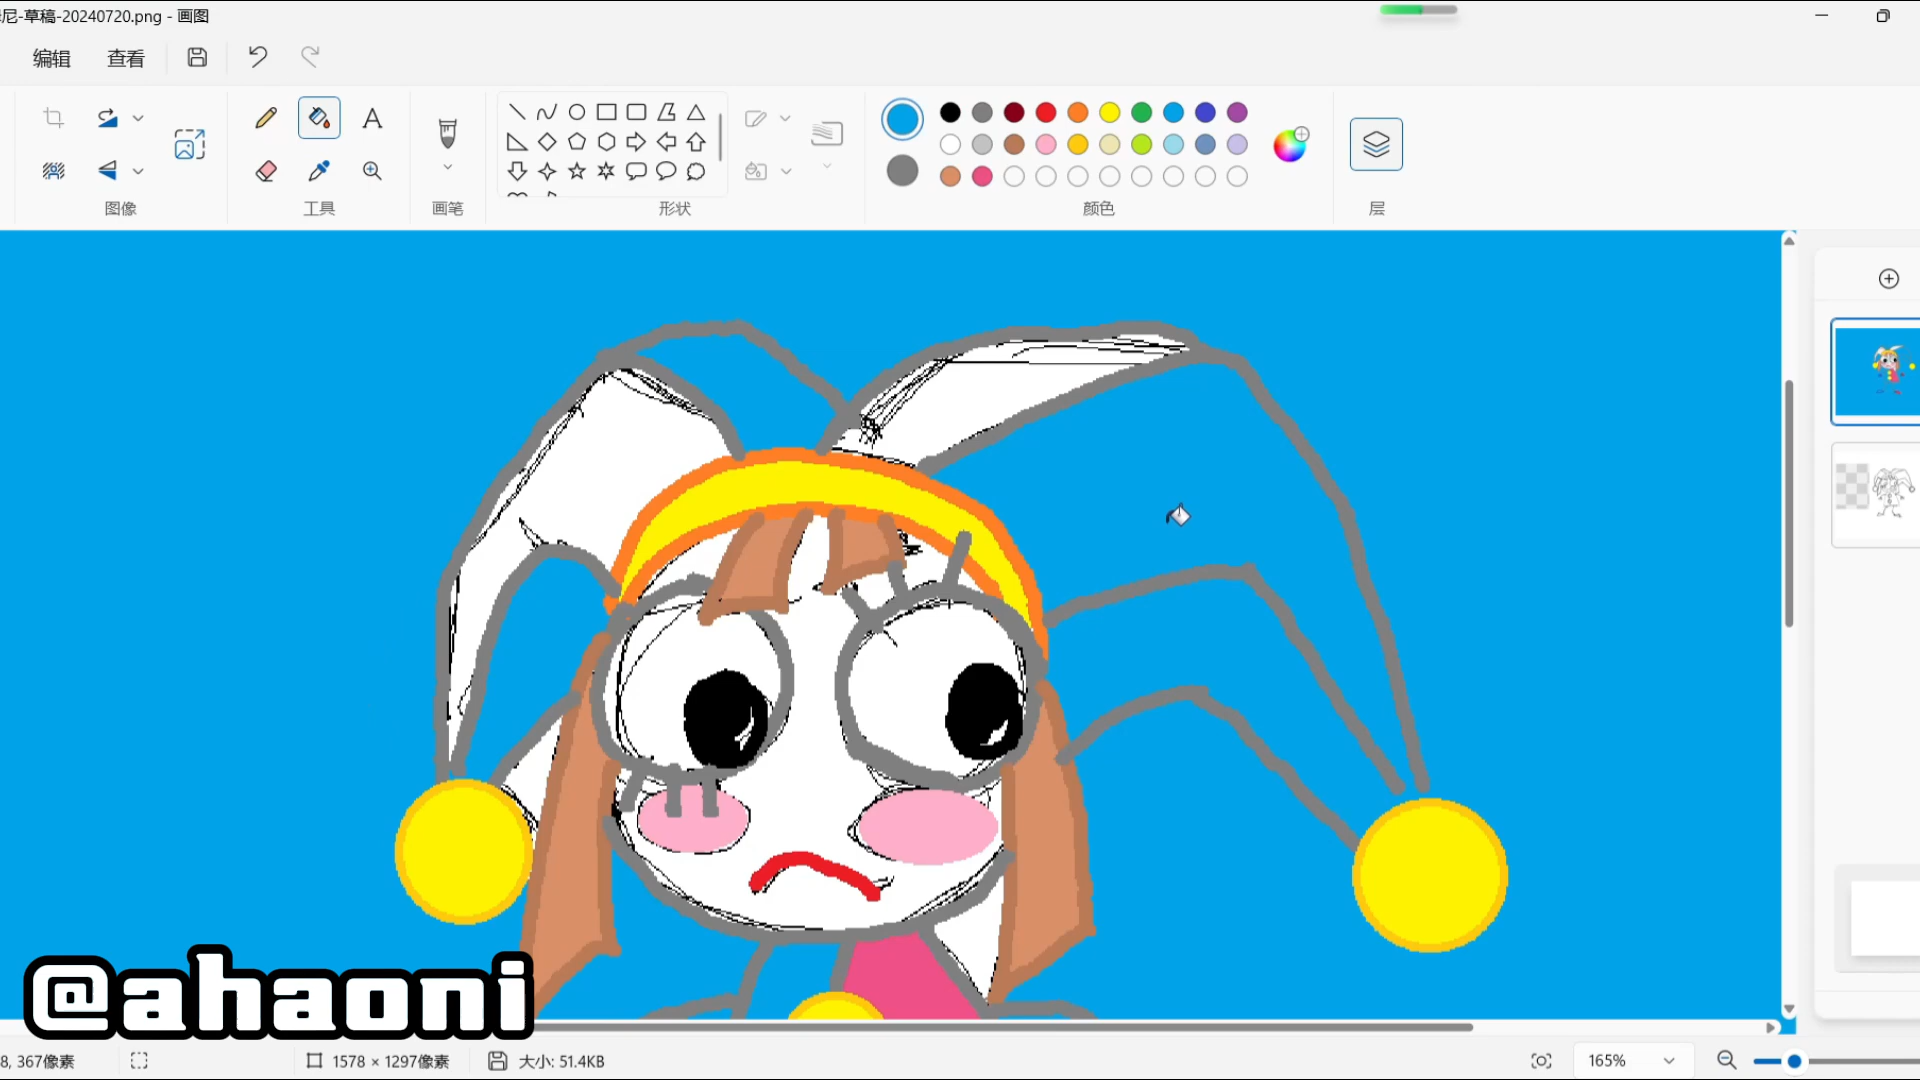 尼-草稿-20240720.png - 画图
编辑 查看
图像
工具
画笔
形状
颜色
层
@ahaoni
8, 367像素
1578 × 1297像素
大小: 51.4KB
165%